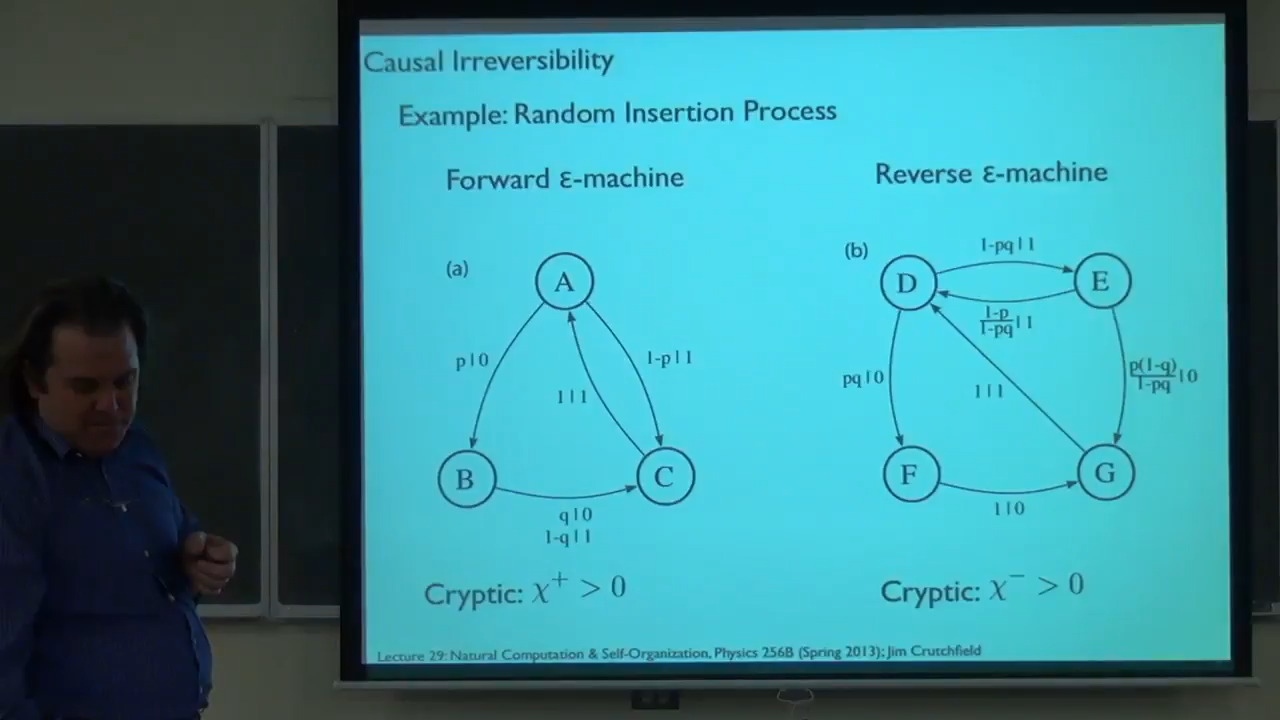 Causal Irreversibility
Example: Random Insertion Process
Forward ε-machine
Reverse ε-machine
(a)
A
p|0
1-p|1
1|1
B
C
q|0
1-q|1
(b)
1-pq|1
D
E
1-p
1-pq |1
pq|0
1|1
p(1-q)
1-pq |0
F
G
1|0
Cryptic: χ⁺ > 0
Cryptic: χ⁻ > 0
Lecture 29: Natural Computation & Self-Organization, Physics 256B (Spring 2013); Jim Crutchfield